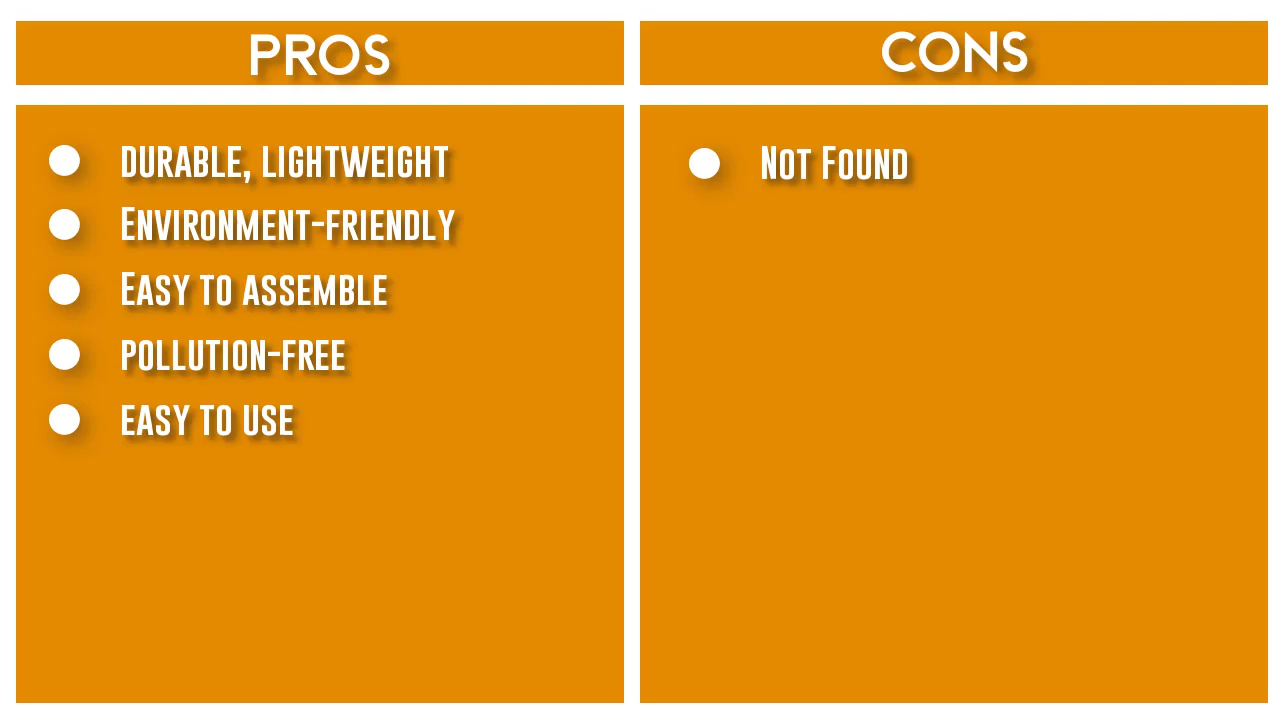 PROS
DURABLE, LIGHTWEIGHT
ENVIRONMENT-FRIENDLY
EASY TO ASSEMBLE
POLLUTION-FREE
EASY TO USE
CONS
NOT FOUND